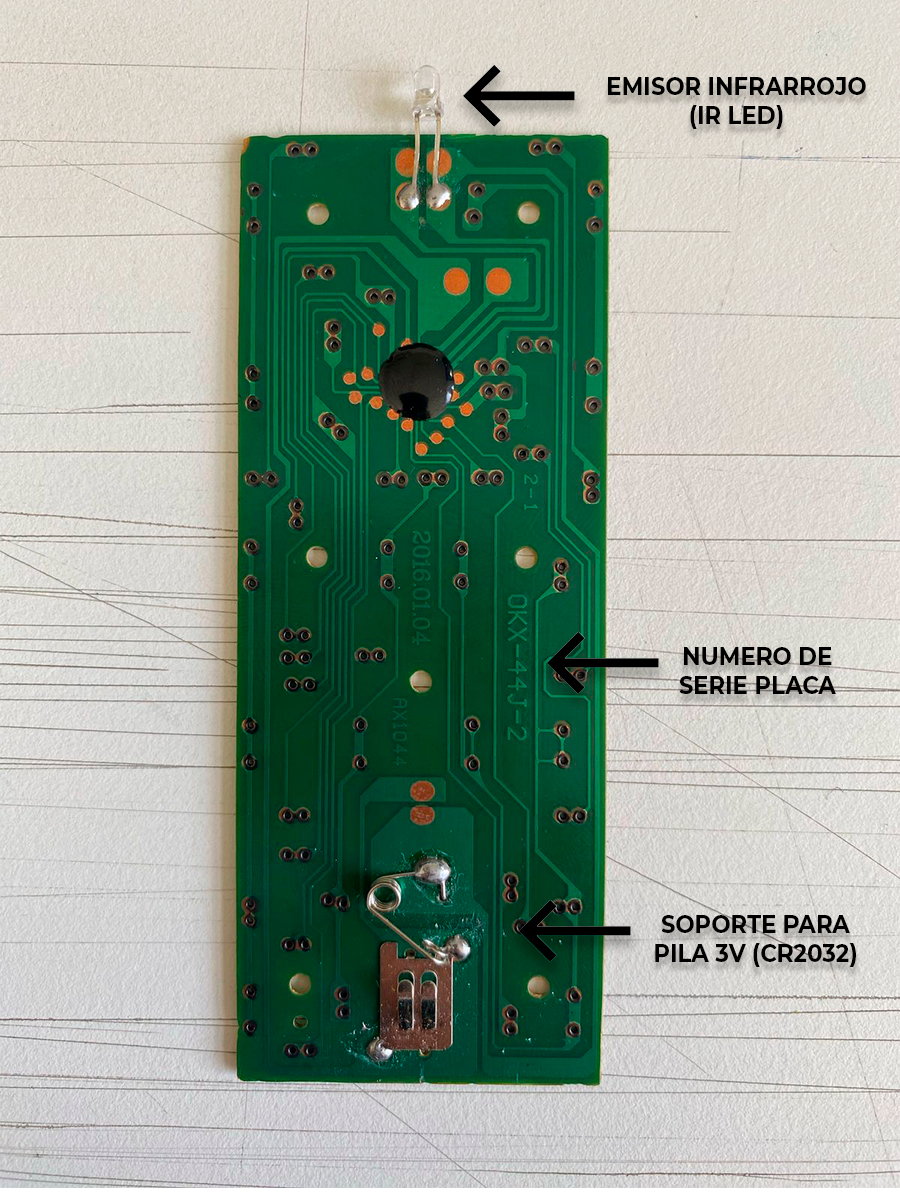 EMISOR INFRARROJO
(IR LED)
2-1
2016.01.04
OKX-44J-2
NUMERO DE
SERIE PLACA
AX1044
SOPORTE PARA
PILA 3V (CR2032)